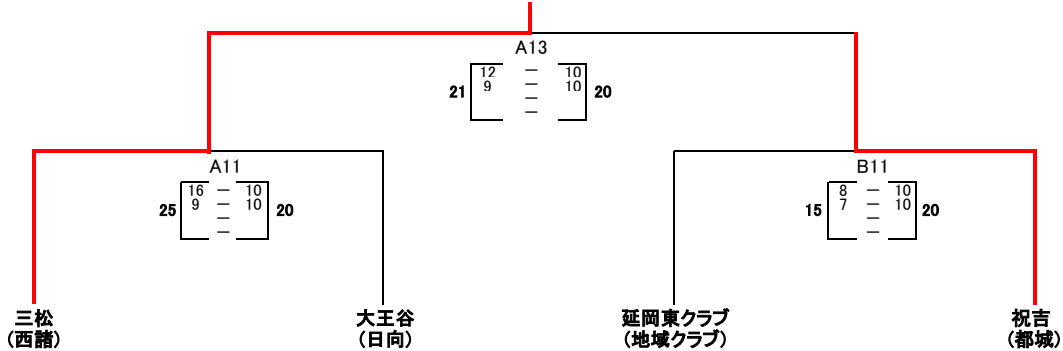 A13
12 — 10
21 9 — 10 20
—
—
A11
16 — 10
25 9 — 10 20
—
—
B11
8 — 10
15 7 — 10 20
—
—
三松 大王谷 延岡東クラブ 祝吉
(西諸) (日向) (地域クラブ) (都城)